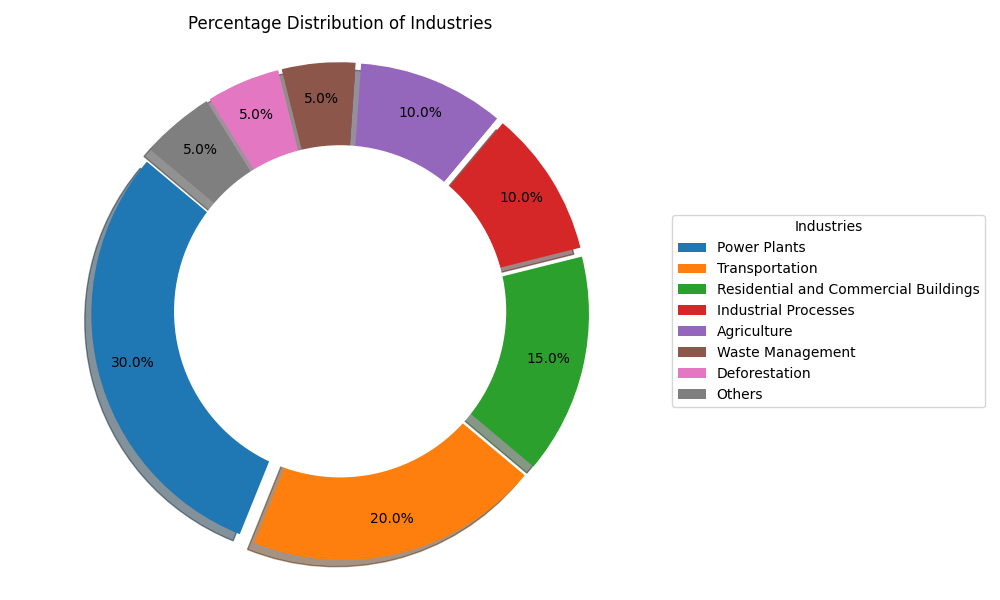 Percentage Distribution of Industries
5.0%
5.0%
10.0%
5.0%
10.0%
30.0%
15.0%
20.0%
Industries
Power Plants
Transportation
Residential and Commercial Buildings
Industrial Processes
Agriculture
Waste Management
Deforestation
Others